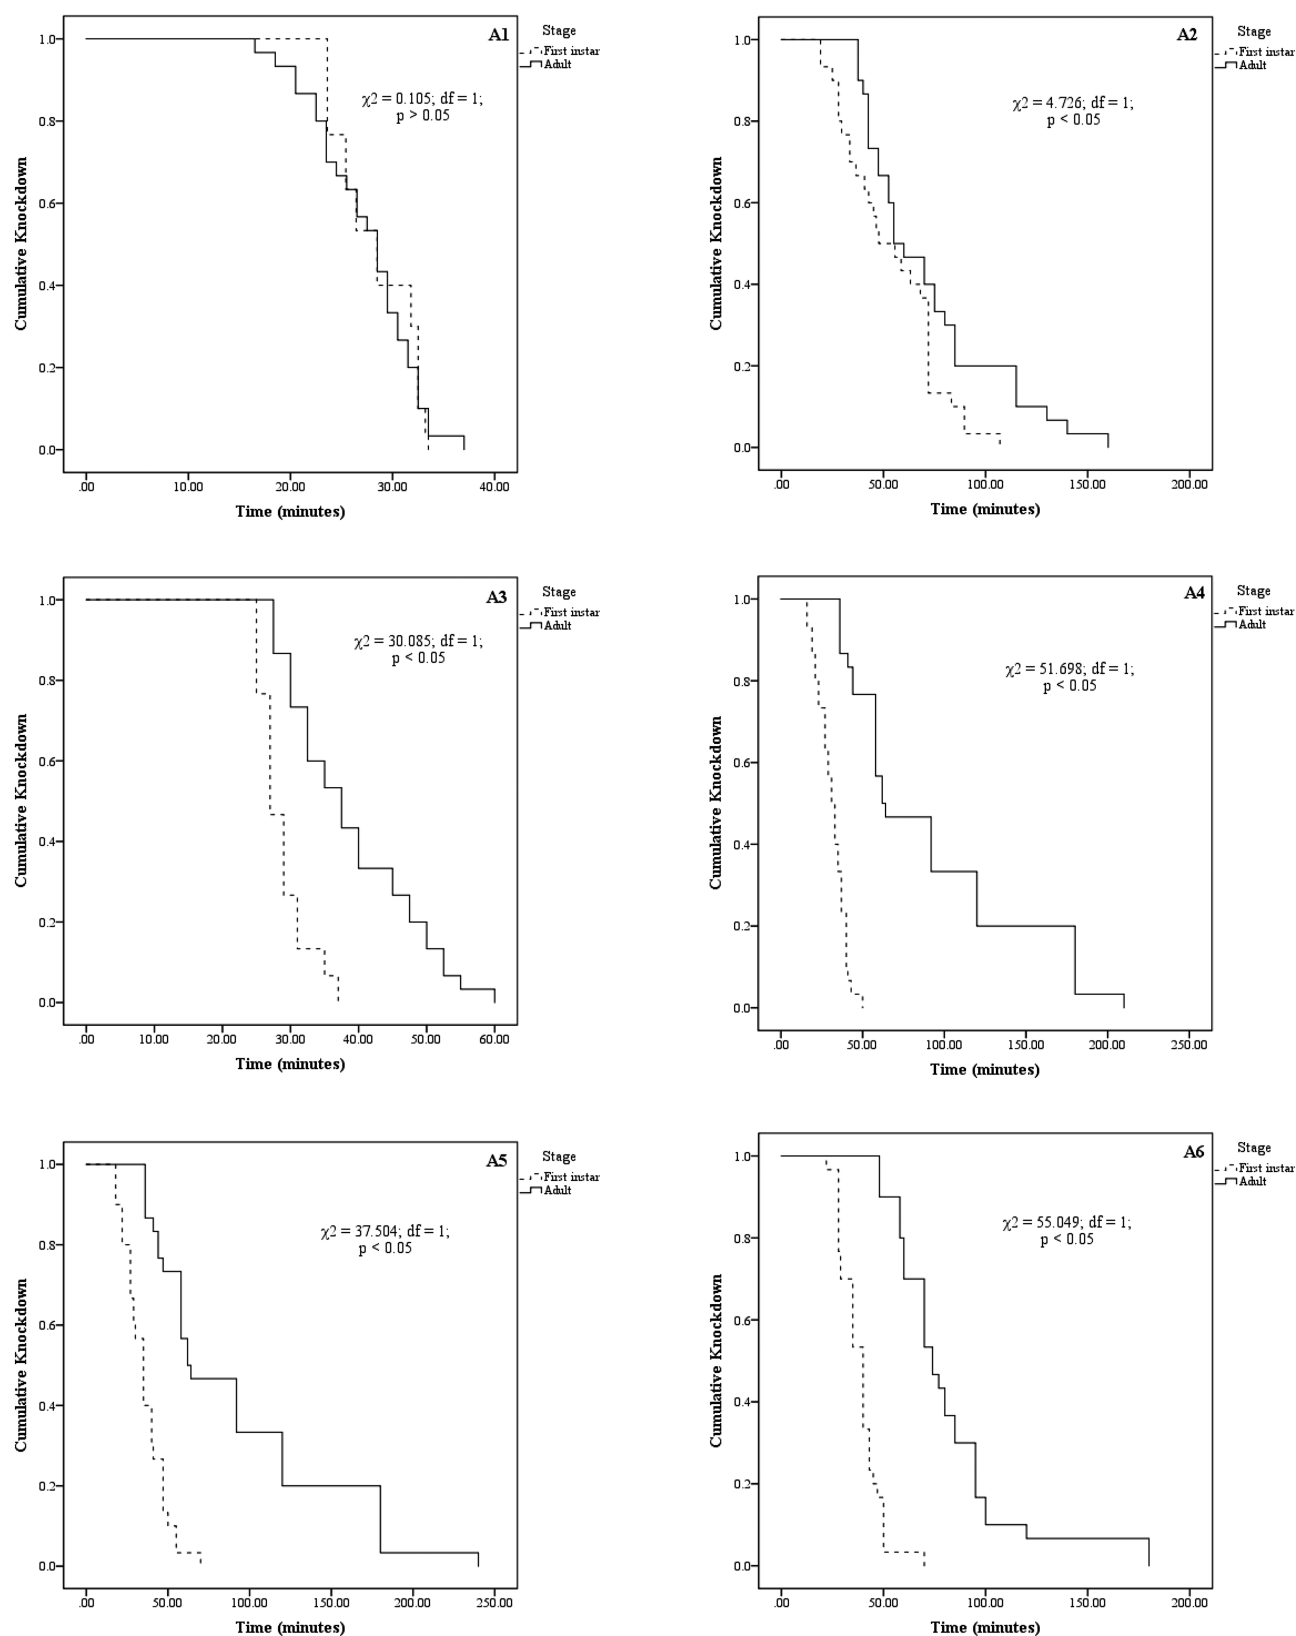 A1
Stage
First instar
Adult
χ2 = 0.105; df = 1;
p > 0.05
Cumulative Knockdown
1.0
0.8
0.6
0.4
0.2
0.0
.00
10.00
20.00
30.00
40.00
Time (minutes)
A2
Stage
First instar
Adult
χ2 = 4.726; df = 1;
p < 0.05
Cumulative Knockdown
1.0
0.8
0.6
0.4
0.2
0.0
.00
50.00
100.00
150.00
200.00
Time (minutes)
A3
Stage
First instar
Adult
χ2 = 30.085; df = 1;
p < 0.05
Cumulative Knockdown
1.0
0.8
0.6
0.4
0.2
0.0
.00
10.00
20.00
30.00
40.00
50.00
60.00
Time (minutes)
A4
Stage
First instar
Adult
χ2 = 51.698; df = 1;
p < 0.05
Cumulative Knockdown
1.0
0.8
0.6
0.4
0.2
0.0
.00
50.00
100.00
150.00
200.00
250.00
Time (minutes)
A5
Stage
First instar
Adult
χ2 = 37.504; df = 1;
p < 0.05
Cumulative Knockdown
1.0
0.8
0.6
0.4
0.2
0.0
.00
50.00
100.00
150.00
200.00
250.00
Time (minutes)
A6
Stage
First instar
Adult
χ2 = 55.049; df = 1;
p < 0.05
Cumulative Knockdown
1.0
0.8
0.6
0.4
0.2
0.0
.00
50.00
100.00
150.00
200.00
Time (minutes)